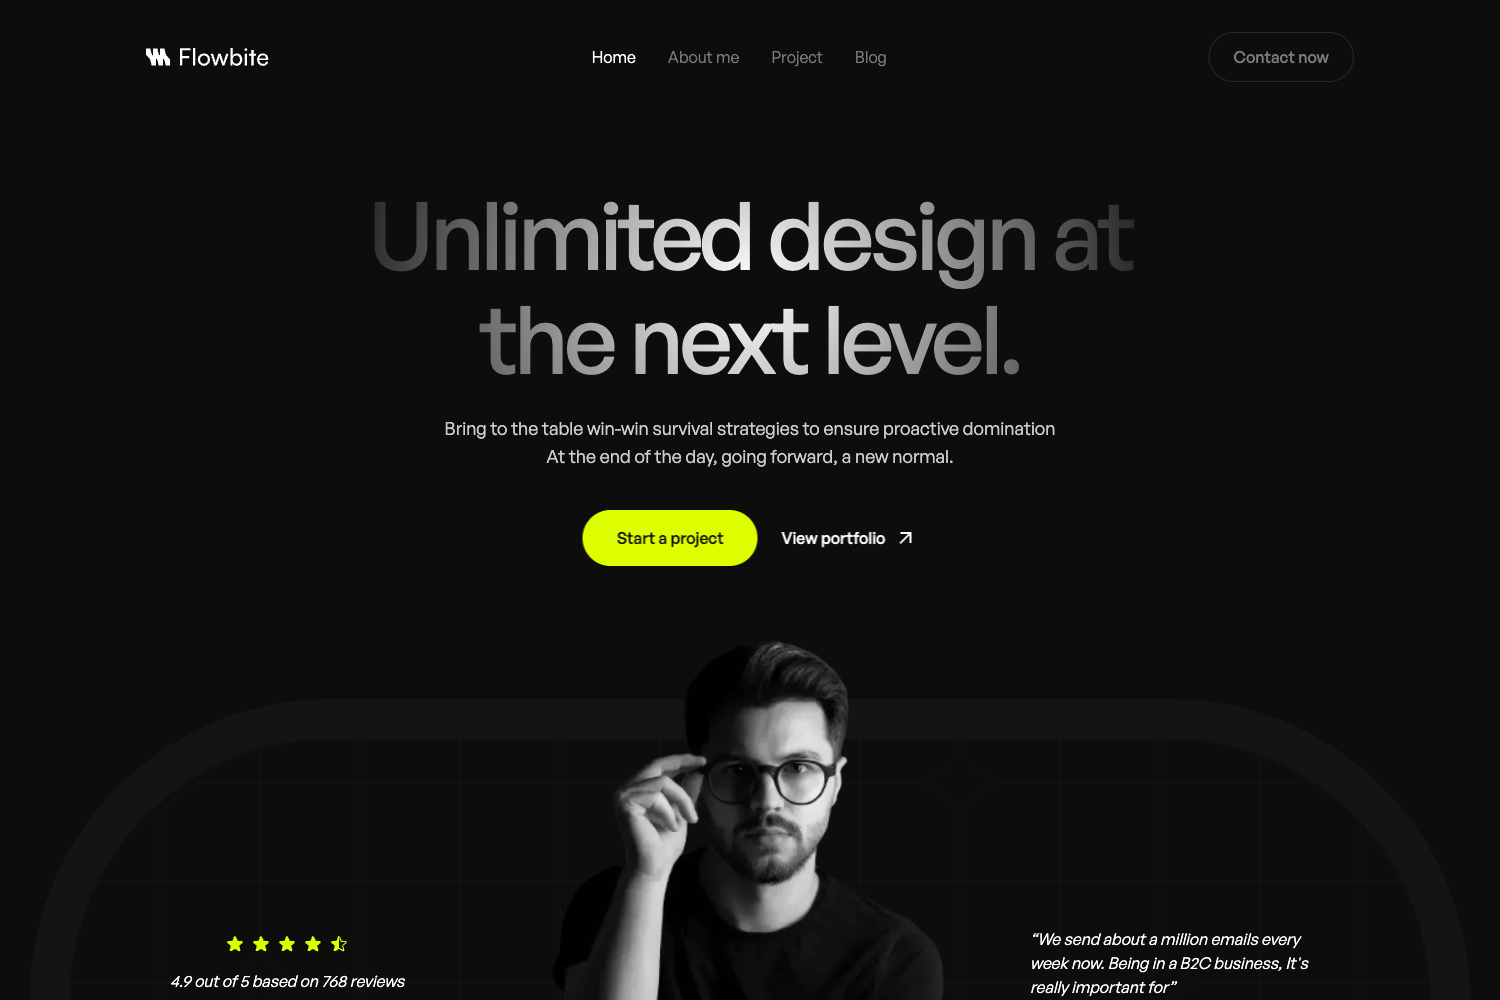 Flowbite
Home
About me
Project
Blog
Contact now
Unlimited design at
the next level.
Bring to the table win-win survival strategies to ensure proactive domination
At the end of the day, going forward, a new normal.
Start a project
View portfolio
4.9 out of 5 based on 768 reviews
“We send about a million emails every
week now. Being in a B2C business, It's
really important for”